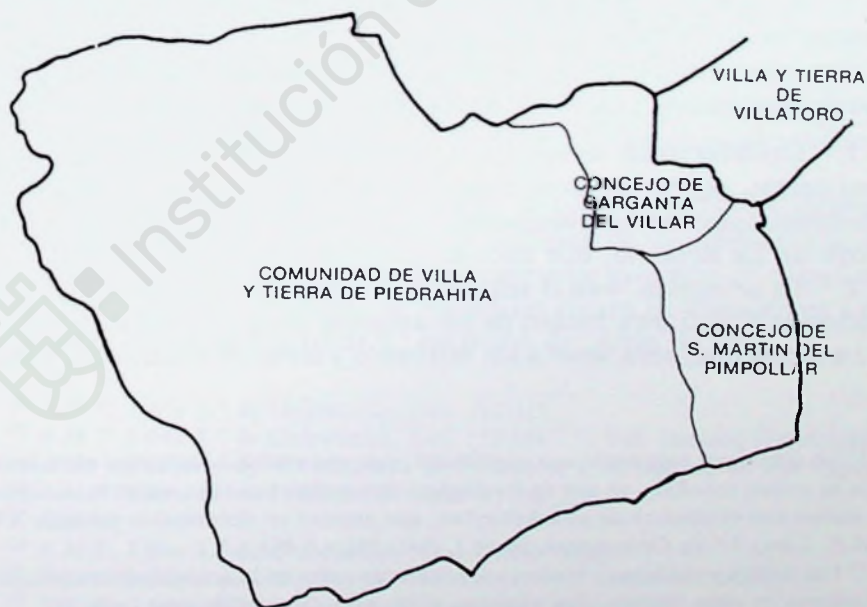 VILLA Y TIERRA
DE
VILLATORO
CONCEJO DE
GARGANTA
DEL VILLAR
COMUNIDAD DE VILLA
Y TIERRA DE PIEDRAHITA
CONCEJO DE
S. MARTIN DEL
PIMPOLLAR
Institución